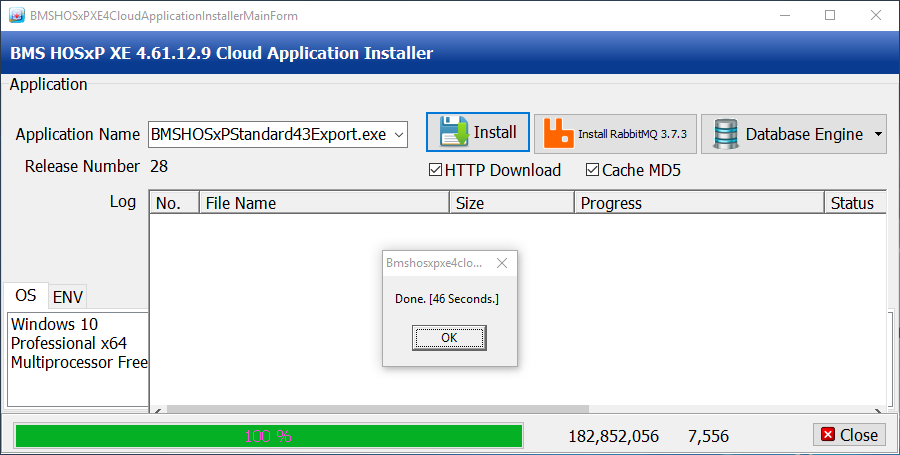 BMSHOSxPXE4CloudApplicationInstallerMainForm
BMS HOSxP XE 4.61.12.9 Cloud Application Installer
Application
Application Name BMSHOSxPStandard43Export.exe Install Install RabbitMQ 3.7.3 Database Engine
Release Number 28 HTTP Download Cache MD5
Log No. File Name Size Progress Status
Bmshosxpxe4clo...
Done. [46 Seconds.]
OK
OS ENV
Windows 10
Professional x64
Multiprocessor Free
100 % 182,852,056 7,556 Close